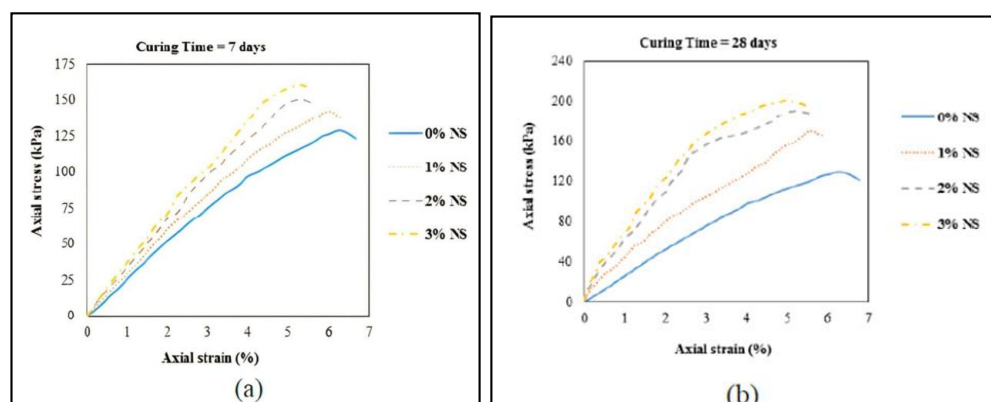 Curing Time = 7 days
175
150
125
100
75
50
25
0
Axial stress (kPa)
0 1 2 3 4 5 6 7
Axial strain (%)
0% NS
1% NS
2% NS
3% NS
(a)
Curing Time = 28 days
240
200
160
120
80
40
0
Axial stress (kPa)
0 1 2 3 4 5 6 7
Axial strain (%)
0% NS
1% NS
2% NS
3% NS
(b)